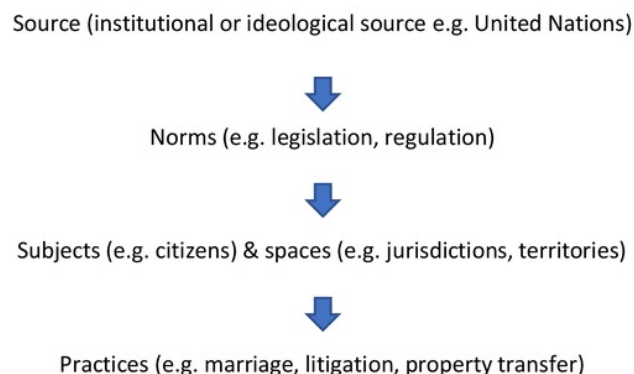 Source (institutional or ideological source e.g. United Nations)
Norms (e.g. legislation, regulation)
Subjects (e.g. citizens) & spaces (e.g. jurisdictions, territories)
Practices (e.g. marriage, litigation, property transfer)